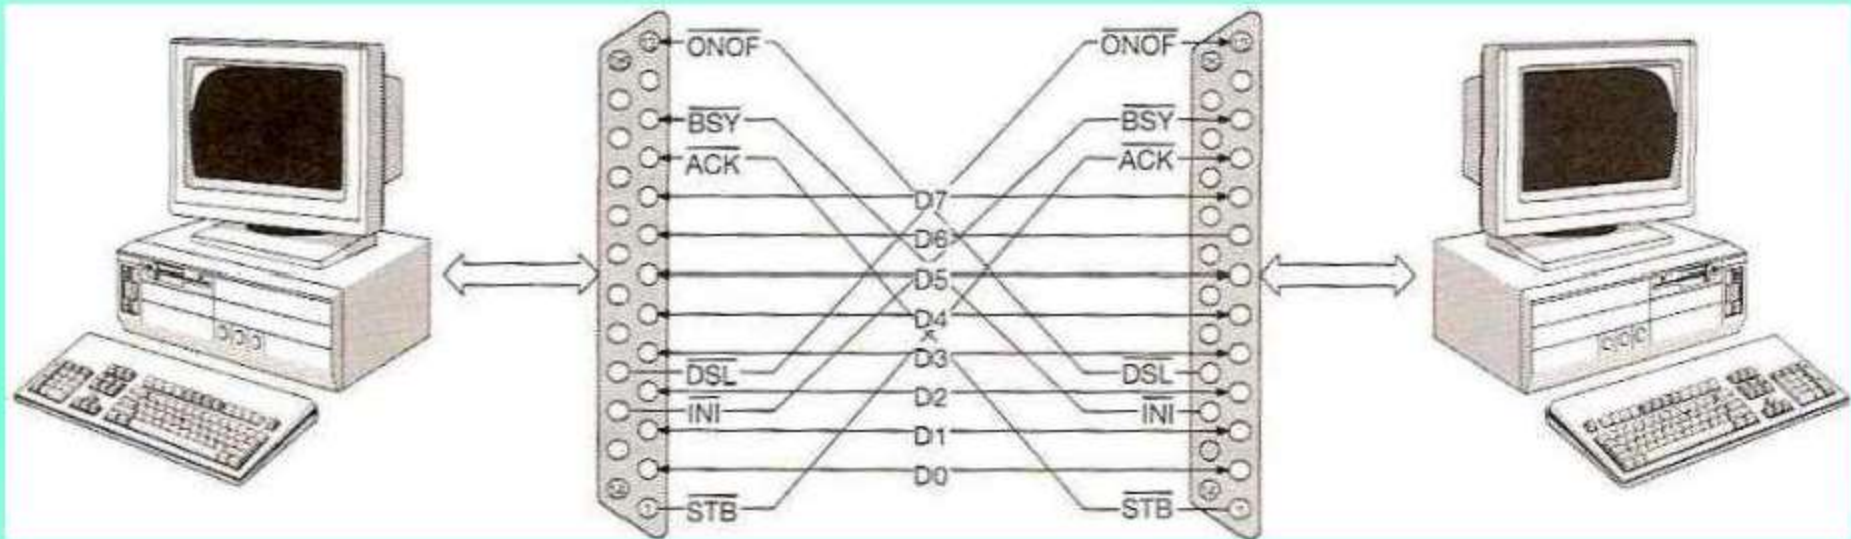 ONOF ONOF
BSY BSY
ACK ACK
D7
D6
D5
D4
D3
DSL DSL
D2
INI INI
D1
D0
STB STB